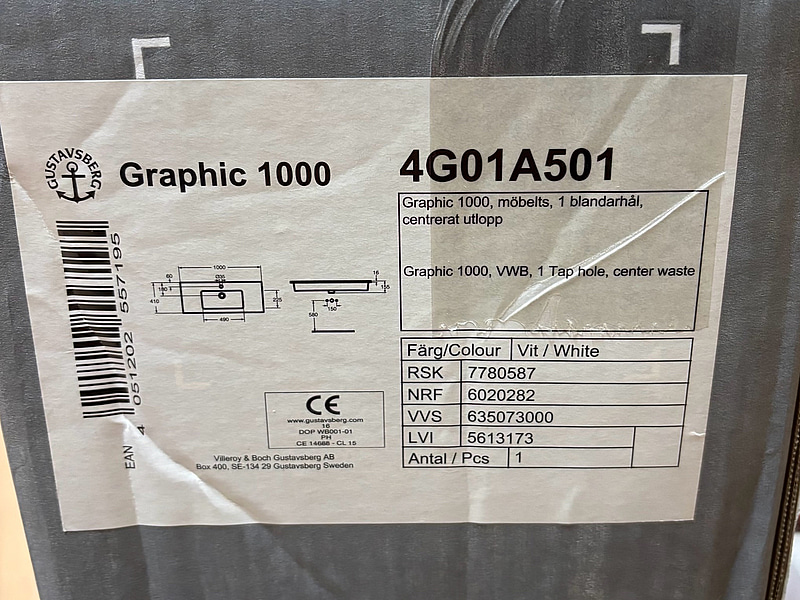 GUSTAVSBERG
Graphic 1000
4G01A501
Graphic 1000, möbelts, 1 blandarhål,
centrerat utlopp
Graphic 1000, VWB, 1 Tap hole, center waste
1000
60
Ø35
180
410
225
490
16
155
580
150
EAN 4 051202 557195
CE
www.gustavsberg.com
16
DOP WB001-01
PH
CE 14688 - CL 15
Villeroy & Boch Gustavsberg AB
Box 400, SE-134 29 Gustavsberg Sweden
Färg/Colour Vit / White
RSK 7780587
NRF 6020282
VVS 635073000
LVI 5613173
Antal / Pcs 1